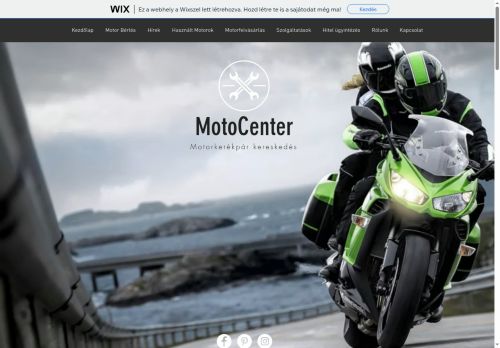 WIX Ez a webhely a Wixszel lett létrehozva. Hozd létre te is a sajátodat még ma! Kezdés
Kezdőlap Motor Bérlés Hírek Használt Motorok Motorfelvásárlás Szolgáltatások Hitel ügyintézés Rólunk Kapcsolat
MotoCenter
Motorkerékpár kereskedés